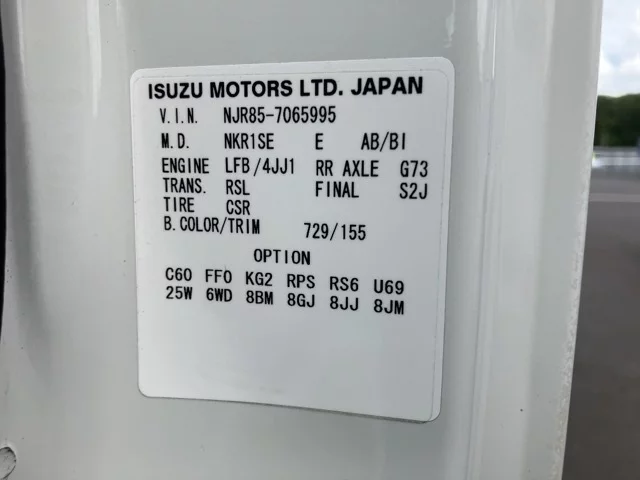 ISUZU MOTORS LTD. JAPAN
V.I.N. NJR85-7065995
M.D. NKR1SE E AB/BI
ENGINE LFB/4JJ1 RR AXLE G73
TRANS. RSL FINAL S2J
TIRE CSR
B.COLOR/TRIM 729/155
OPTION
C60 FF0 KG2 RPS RS6 U69
25W 6WD 8BM 8GJ 8JJ 8JM